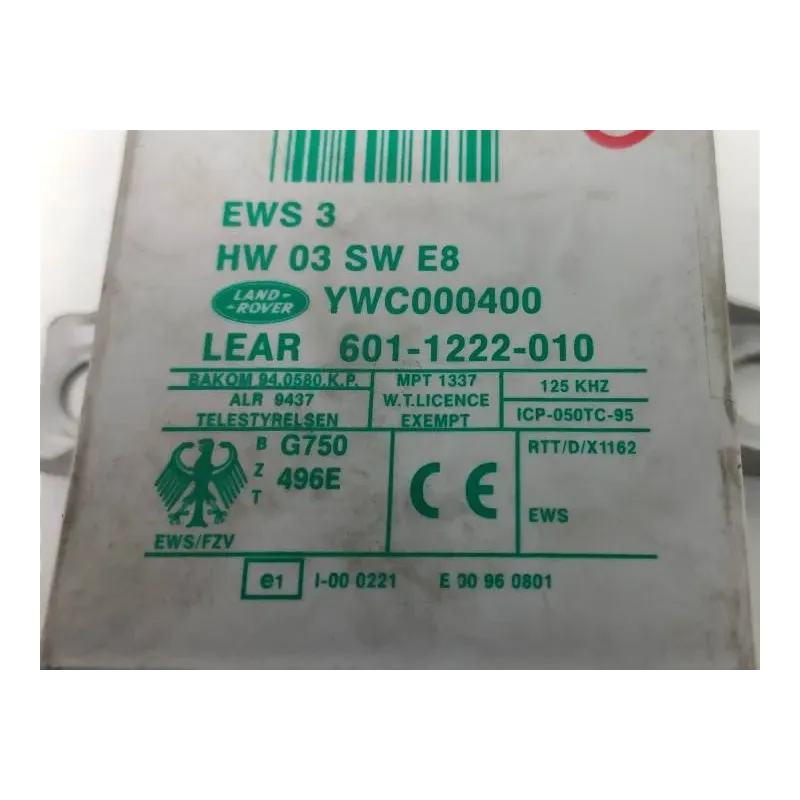 EWS 3
HW 03 SW E8
LAND-
-ROVER
YWC000400
LEAR 601-1222-010
BAKOM 94.0580.K.P.
ALR 9437
TELESTYRELSEN
MPT 1337
W.T.LICENCE
EXEMPT
125 KHZ
ICP-050TC-95
B
Z
T
G750
496E
EWS/FZV
CE
RTT/D/X1162
EWS
e1 I-00 0221 E 00 96 0801